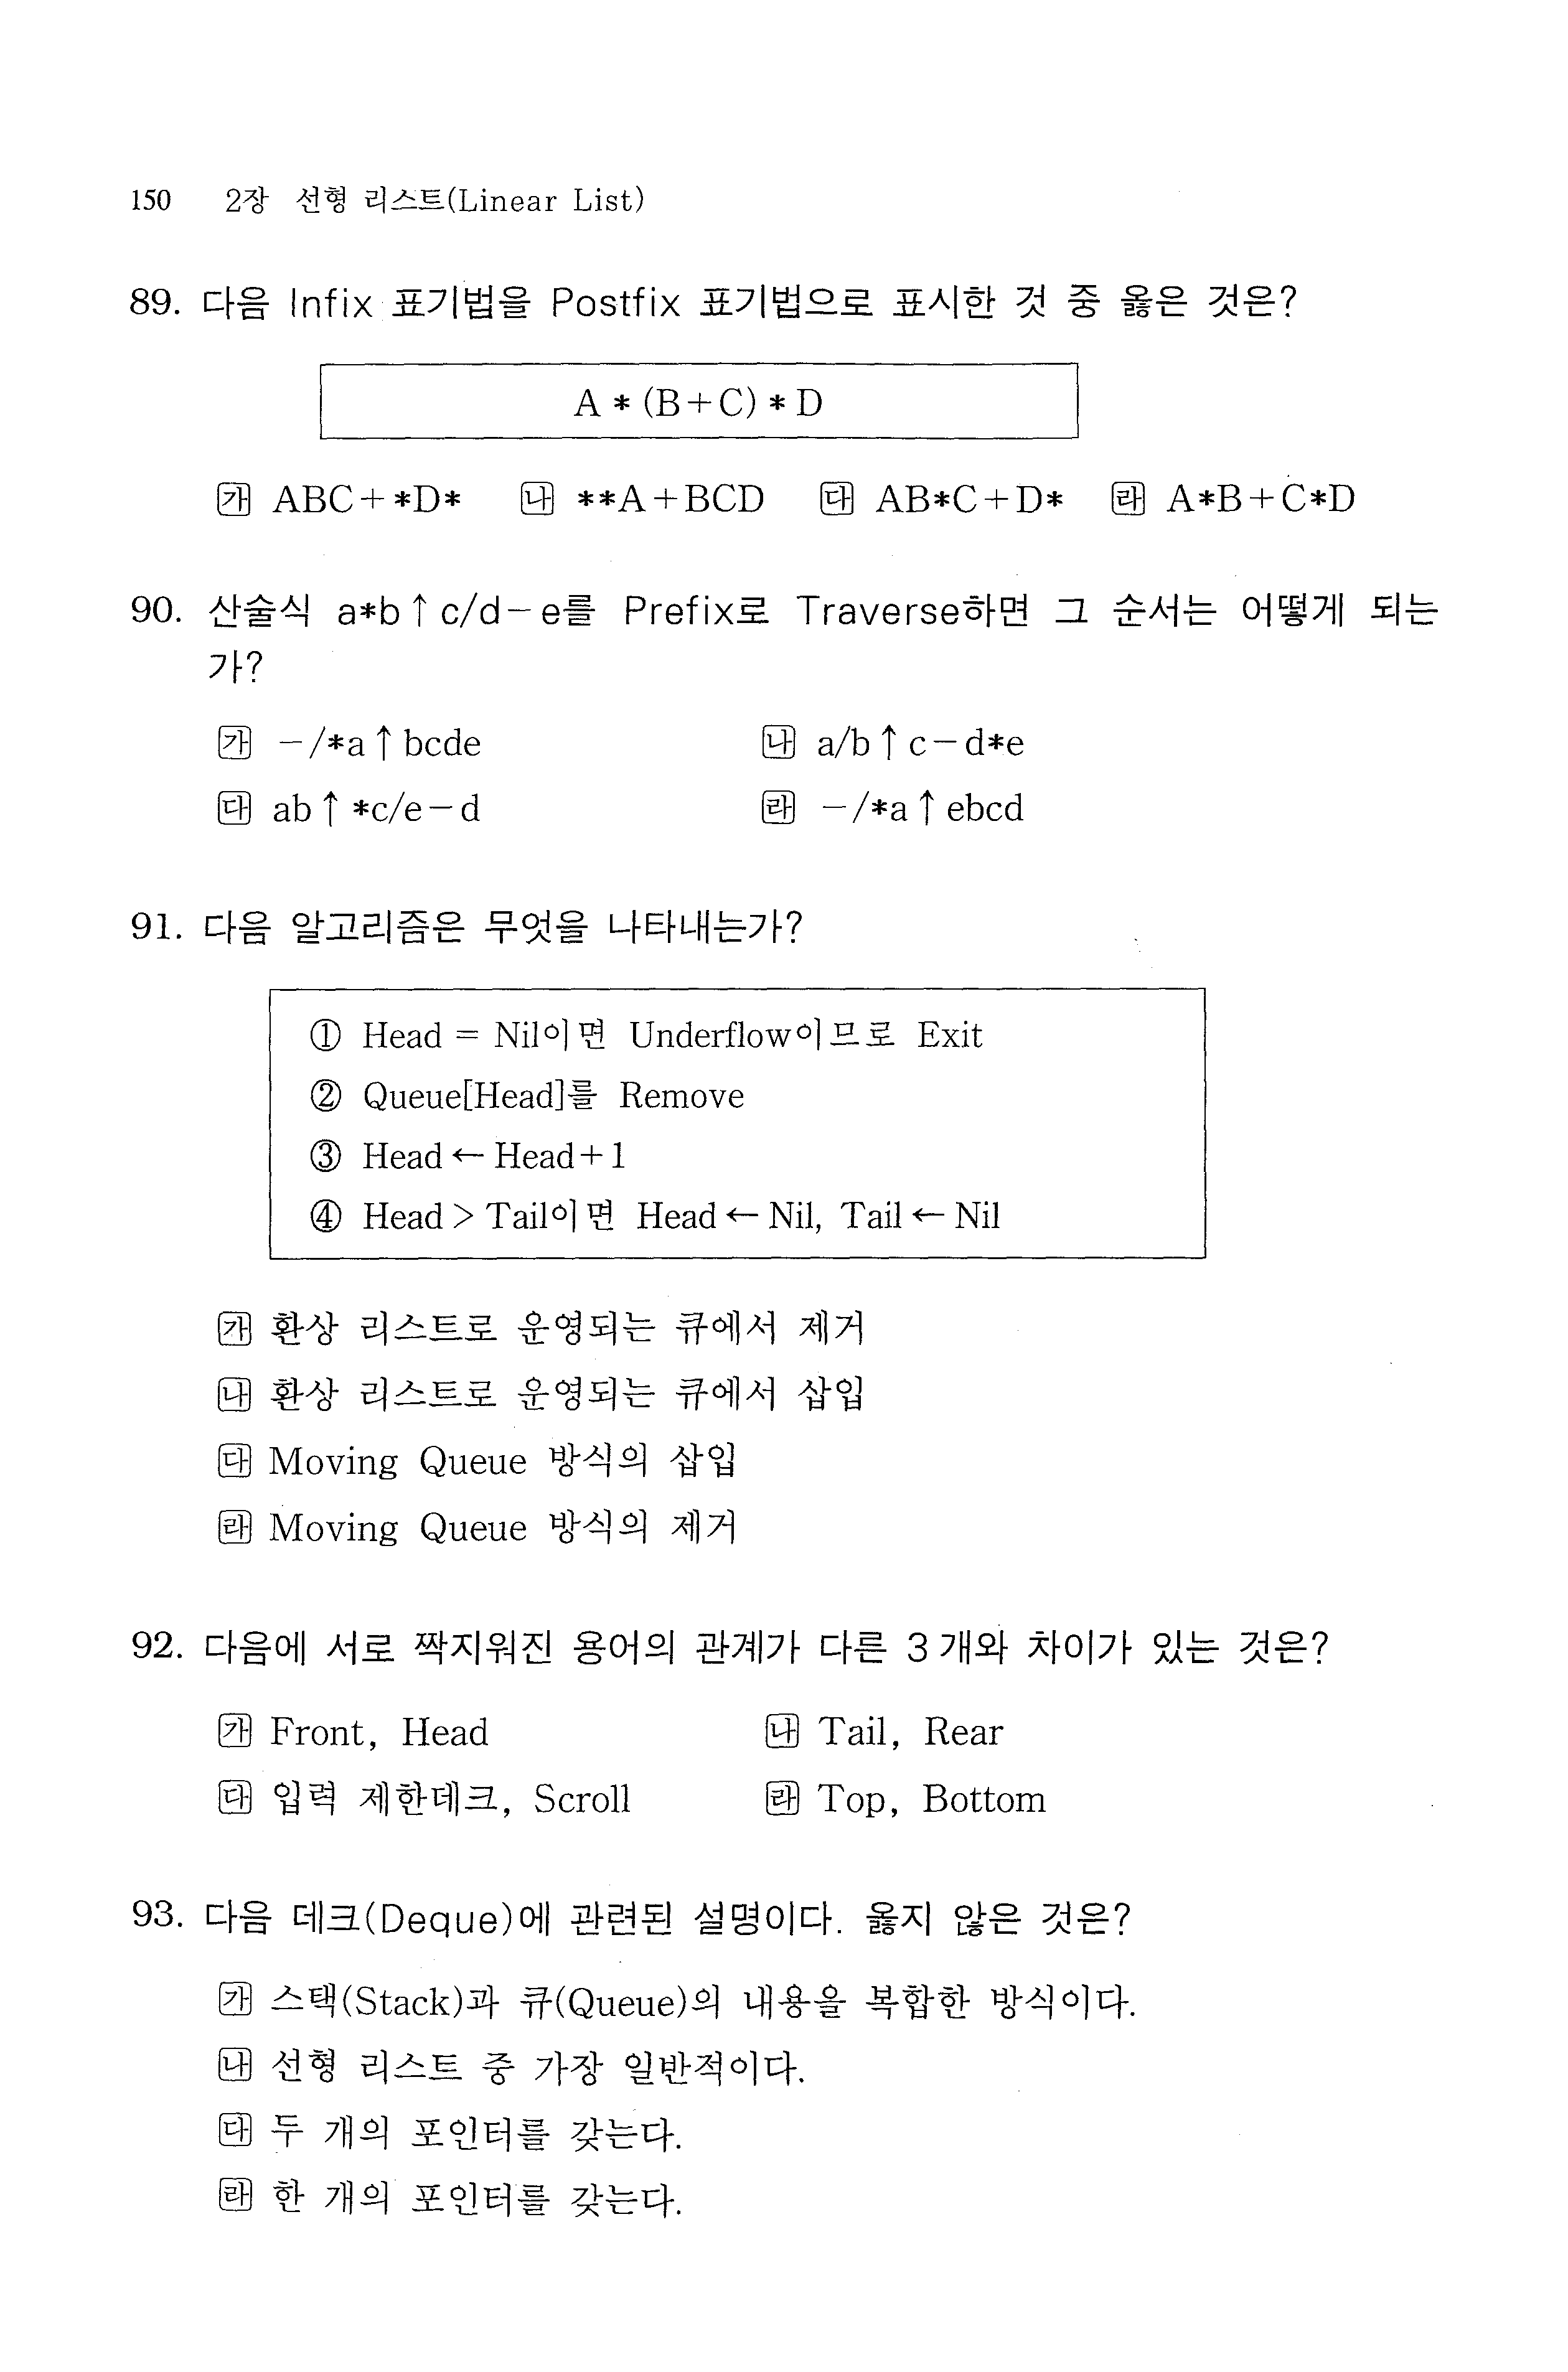 150 2장 선형 리스트(Linear List)
89. 다음 Infix 표기법을 Postfix 표기법으로 표시한 것 중 옳은 것은?
A * (B+C) * D
㉮ ABC+*D* ㉯ **A+BCD ㉰ AB*C+D* ㉱ A*B+C*D
90. 산술식 a*b↑c/d-e를 Prefix로 Traverse하면 그 순서는 어떻게 되는
가?
㉮ -/*a↑bcde ㉯ a/b↑c-d*e
㉰ ab↑*c/e-d ㉱ -/*a↑ebcd
91. 다음 알고리즘은 무엇을 나타내는가?
① Head = Nil이면 Underflow이므로 Exit
② Queue[Head]를 Remove
③ Head ← Head+1
④ Head > Tail이면 Head ← Nil, Tail ← Nil
㉮ 환상 리스트로 운영되는 큐에서 제거
㉯ 환상 리스트로 운영되는 큐에서 삽입
㉰ Moving Queue 방식의 삽입
㉱ Moving Queue 방식의 제거
92. 다음에 서로 짝지워진 용어의 관계가 다른 3개와 차이가 있는 것은?
㉮ Front, Head ㉯ Tail, Rear
㉰ 입력 제한데크, Scroll ㉱ Top, Bottom
93. 다음 데크(Deque)에 관련된 설명이다. 옳지 않은 것은?
㉮ 스택(Stack)과 큐(Queue)의 내용을 복합한 방식이다.
㉯ 선형 리스트 중 가장 일반적이다.
㉰ 두 개의 포인터를 갖는다.
㉱ 한 개의 포인터를 갖는다.